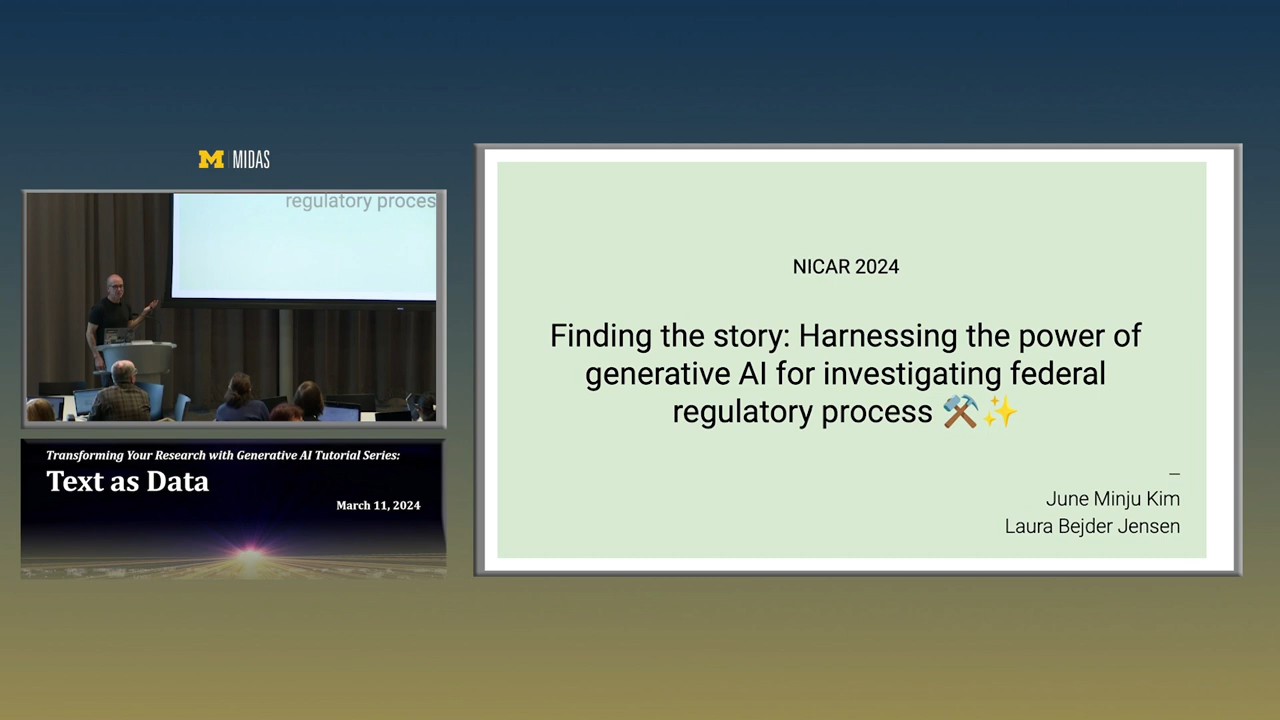 M | MIDAS
regulatory proces
Transforming Your Research with Generative AI Tutorial Series:
Text as Data
March 11, 2024
NICAR 2024
Finding the story: Harnessing the power of
generative AI for investigating federal
regulatory process ⚒️✨
—
June Minju Kim
Laura Bejder Jensen